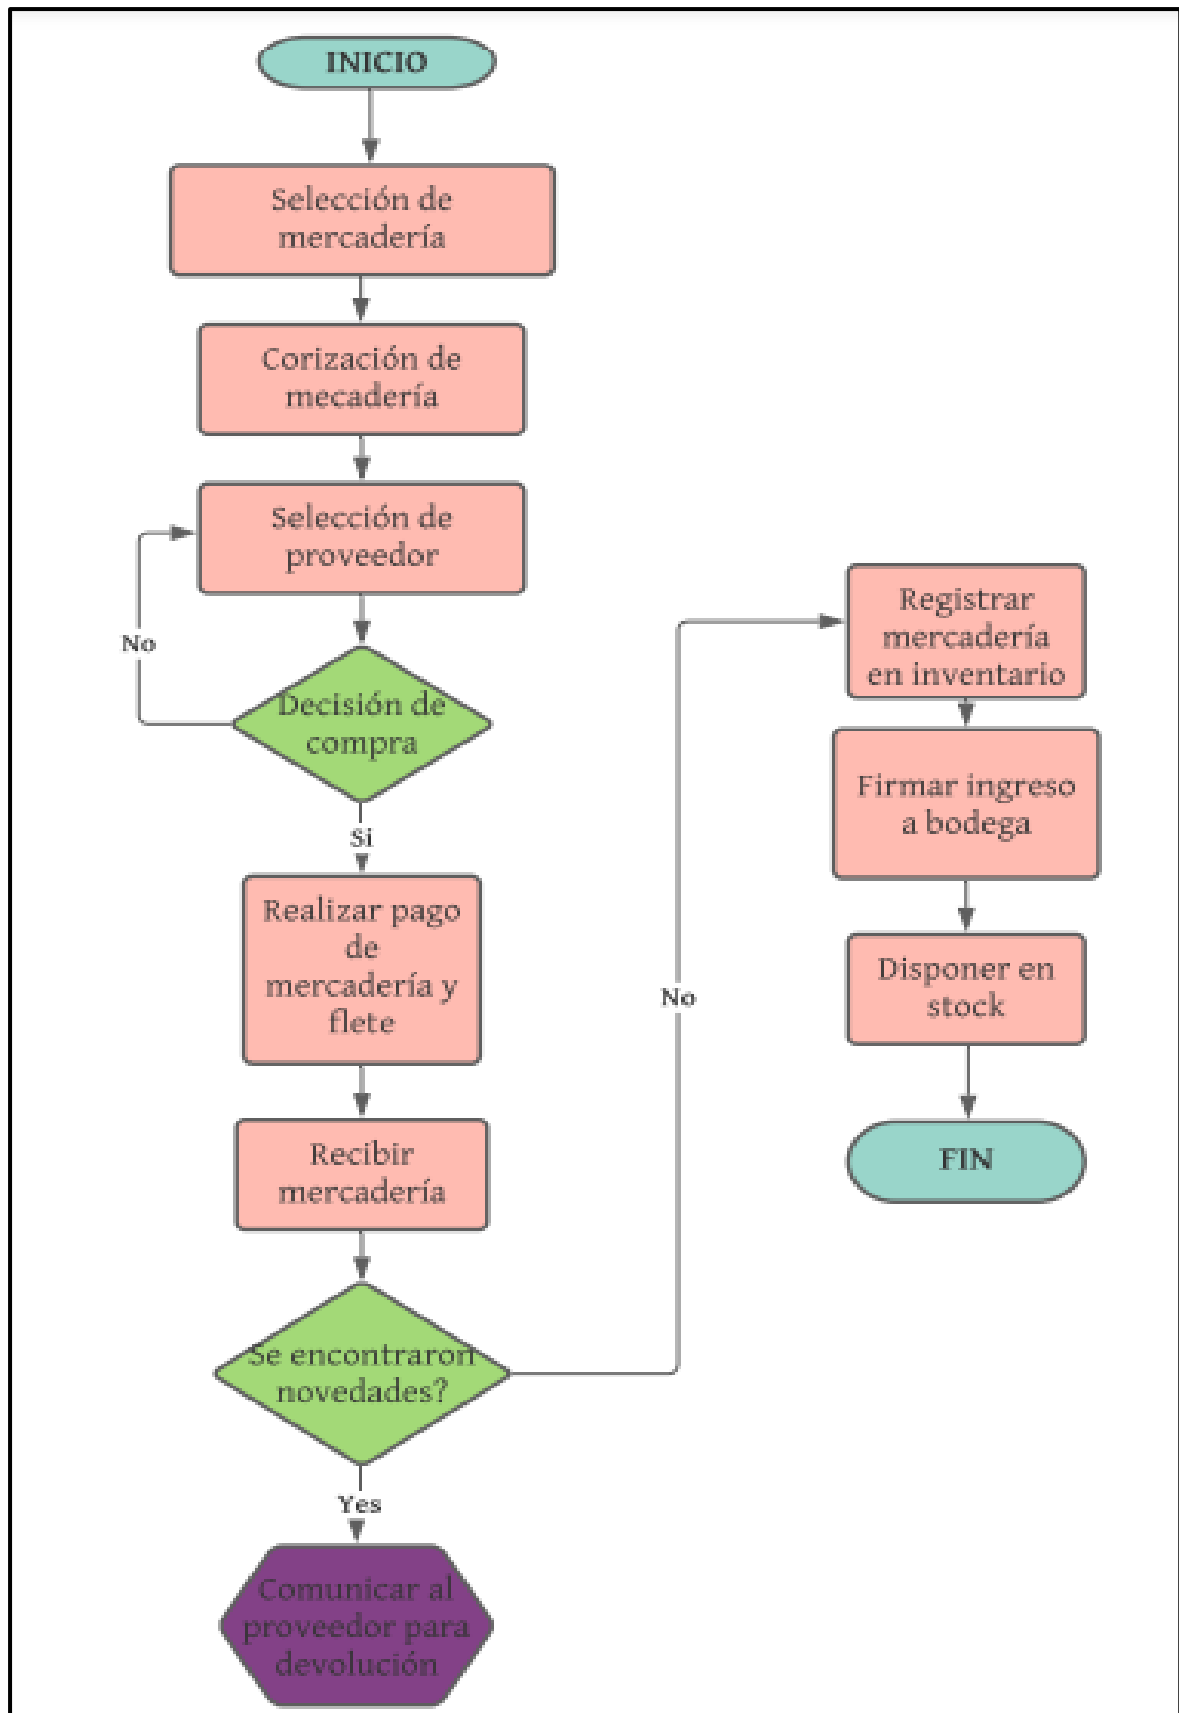 INICIO
Selección de
mercadería
Corización de
mecadería
Selección de
proveedor
No
Decisión de
compra
Si
Realizar pago
de
mercadería y
flete
Recibir
mercadería
Se encontraron
novedades?
Yes
Comunicar al
proveedor para
devolución
No
Registrar
mercadería
en inventario
Firmar ingreso
a bodega
Disponer en
stock
FIN